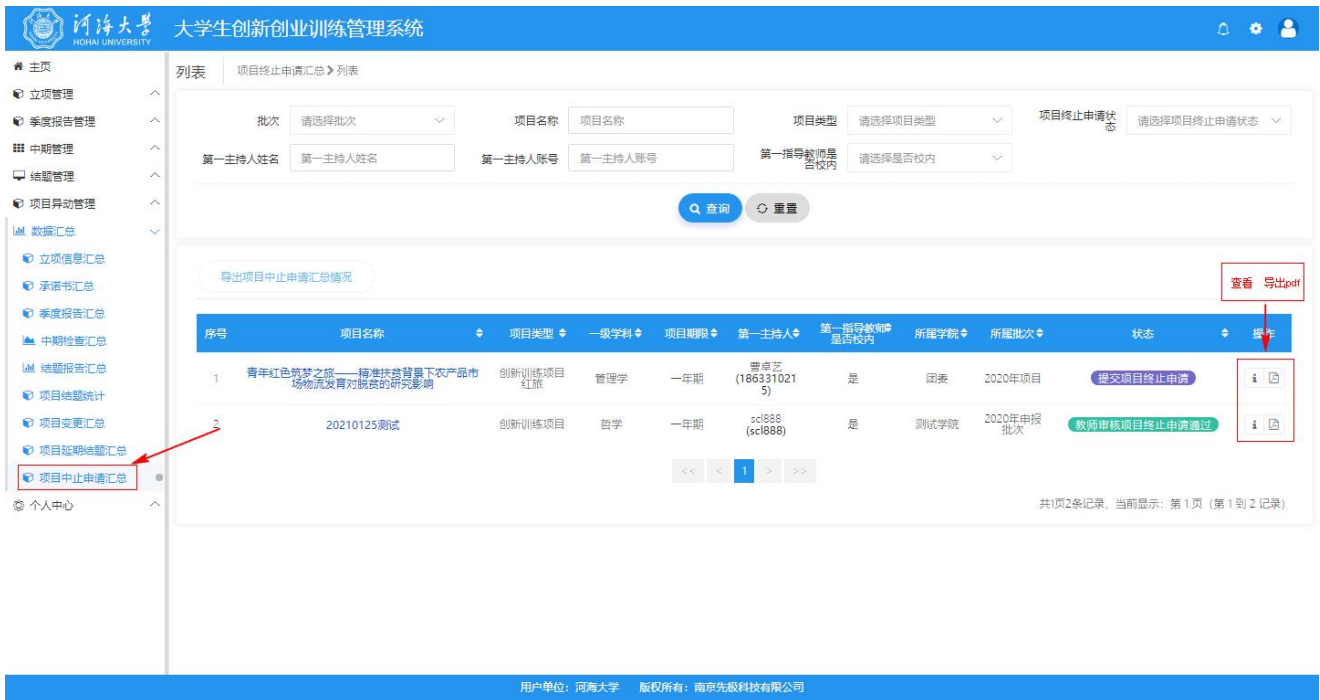 河海大学
HOHAI UNIVERSITY
大学生创新创业训练管理系统
主页
立项管理
季度报告管理
中期管理
结题管理
项目异动管理
数据汇总
立项信息汇总
承诺书汇总
季度报告汇总
中期检查汇总
结题报告汇总
项目结题统计
项目变更汇总
项目延期结题汇总
项目中止申请汇总
个人中心
列表 项目终止申请汇总 > 列表
批次 请选择批次 项目名称 项目名称 项目类型 请选择项目类型 项目终止申请状态 请选择项目终止申请状态
第一主持人姓名 第一主持人姓名 第一主持人账号 第一主持人账号 第一指导教师是否校内 请选择是否校内
查询 重置
导出项目中止申请汇总情况
查看 导出pdf
序号 项目名称 项目类型 一级学科 项目期限 第一主持人 第一指导教师是否校内 所属学院 所属批次 状态 操作
1 青年红色筑梦之旅——精准扶贫背景下农产品市场物流发育对脱贫的研究影响 创新训练项目红旅 管理学 一年期 曹卓艺(1863310215) 是 团委 2020年项目 提交项目终止申请
2 20210125测试 创新训练项目 哲学 一年期 scl888(scl888) 是 测试学院 2020年申报批次 教师审核项目终止申请通过
<< < 1 > >>
共1页2条记录, 当前显示: 第 1 页 (第 1 到 2 记录)
用户单位: 河海大学 版权所有: 南京先极科技有限公司